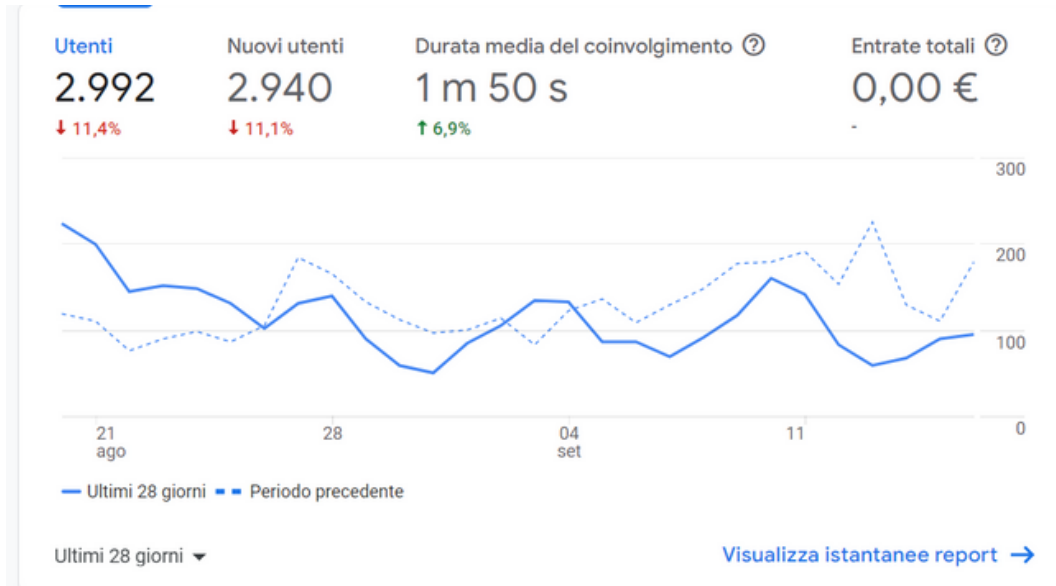 Utenti
2.992
↓ 11,4%
Nuovi utenti
2.940
↓ 11,1%
Durata media del coinvolgimento
1 m 50 s
↑ 6,9%
Entrate totali
0,00 €
-
300
200
100
0
21
ago
28
04
set
11
Ultimi 28 giorni
Periodo precedente
Ultimi 28 giorni
Visualizza istantanee report →